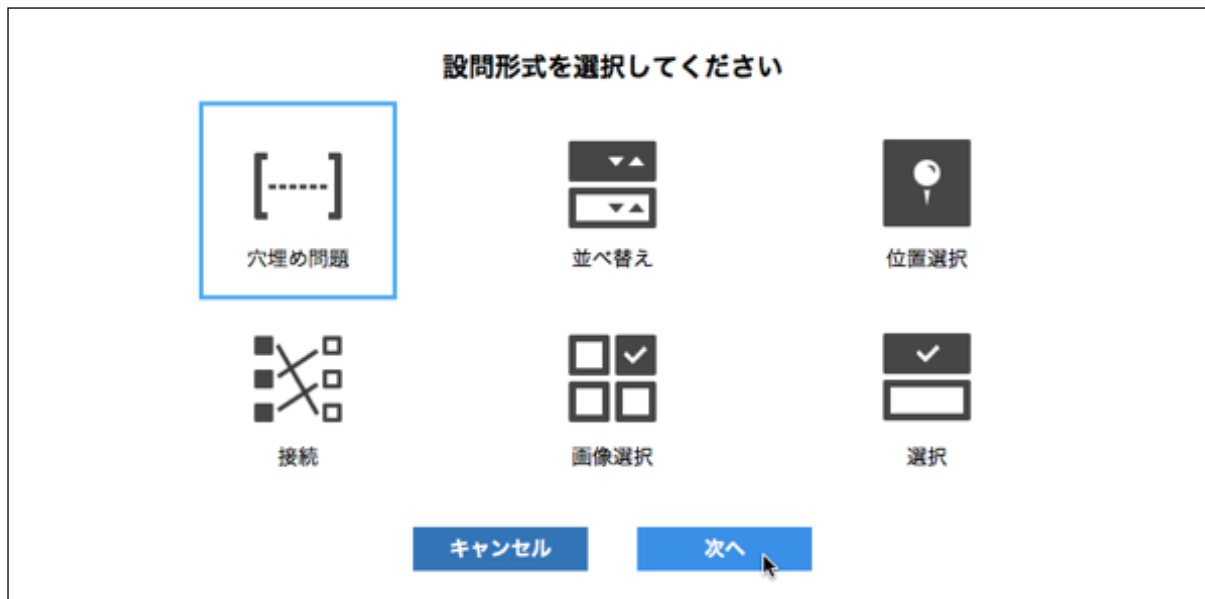 設問形式を選択してください
穴埋め問題
並べ替え
位置選択
接続
画像選択
選択
キャンセル
次へ